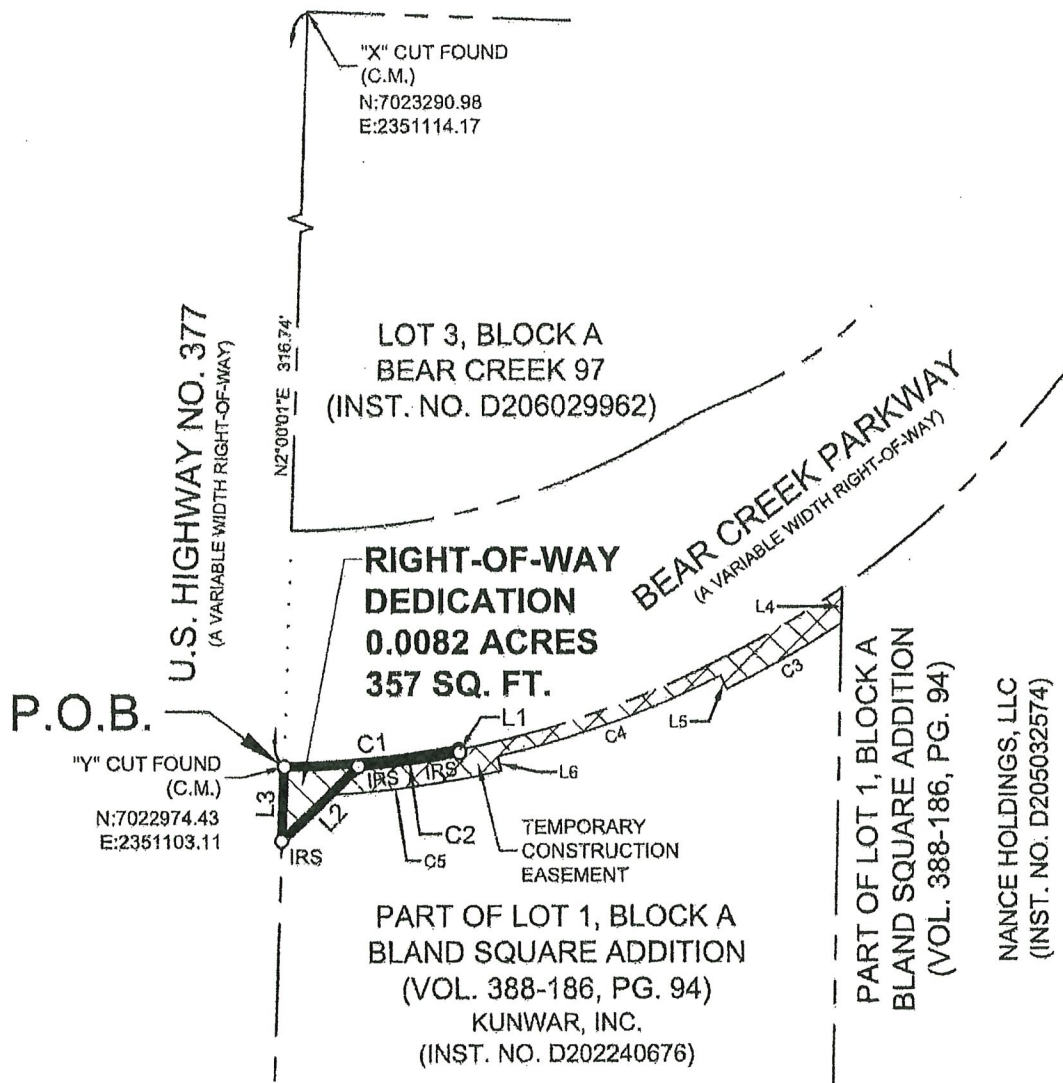 "X" CUT FOUND
(C.M.)
N:7023290.98
E:2351114.17
U.S. HIGHWAY NO. 377
(A VARIABLE WIDTH RIGHT-OF-WAY)
N2°00'01"E 316.74'
LOT 3, BLOCK A
BEAR CREEK 97
(INST. NO. D206029962)
BEAR CREEK PARKWAY
(A VARIABLE WIDTH RIGHT-OF-WAY)
RIGHT-OF-WAY
DEDICATION
0.0082 ACRES
357 SQ. FT.
P.O.B.
"Y" CUT FOUND
(C.M.)
N:7022974.43
E:2351103.11
L1
C1
IRS
IRS
L3
L2
IRS
C2
C5
L6
C4
L5
C3
L4
TEMPORARY
CONSTRUCTION
EASEMENT
PART OF LOT 1, BLOCK A
BLAND SQUARE ADDITION
(VOL. 388-186, PG. 94)
KUNWAR, INC.
(INST. NO. D202240676)
PART OF LOT 1, BLOCK A
BLAND SQUARE ADDITION
(VOL. 388-186, PG. 94)
NANCE HOLDINGS, LLC
(INST. NO. D205032574)